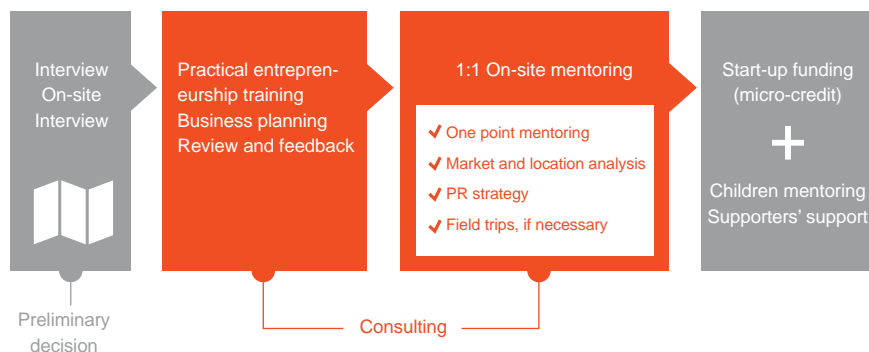 Interview
On-site
Interview
Preliminary
decision
Practical entrepren-
eurship training
Business planning
Review and feedback
1:1 On-site mentoring
One point mentoring
Market and location analysis
PR strategy
Field trips, if necessary
Consulting
Start-up funding
(micro-credit)
+
Children mentoring
Supporters’ support